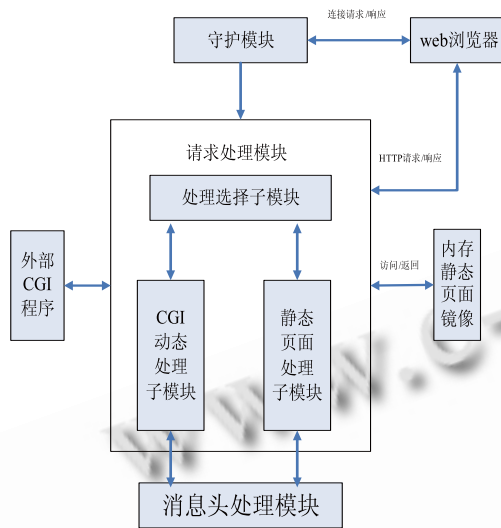 连接请求/响应
守护模块
web浏览器
请求处理模块
HTTP请求/响应
处理选择子模块
外部
CGI
程序
CGI
动态
处理
子模块
静态
页面
处理
子模块
访问/返回
内存
静态
页面
镜像
消息头处理模块
www.c-